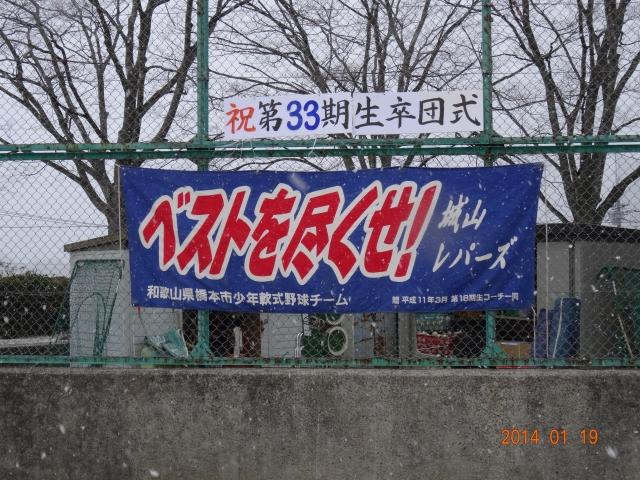 祝第33期生卒団式
ベストを尽くせ!
城山
レパーズ
和歌山県橋本市少年軟式野球チーム
贈 平成11年3月 第18期生コーチ一同
2014 01 19